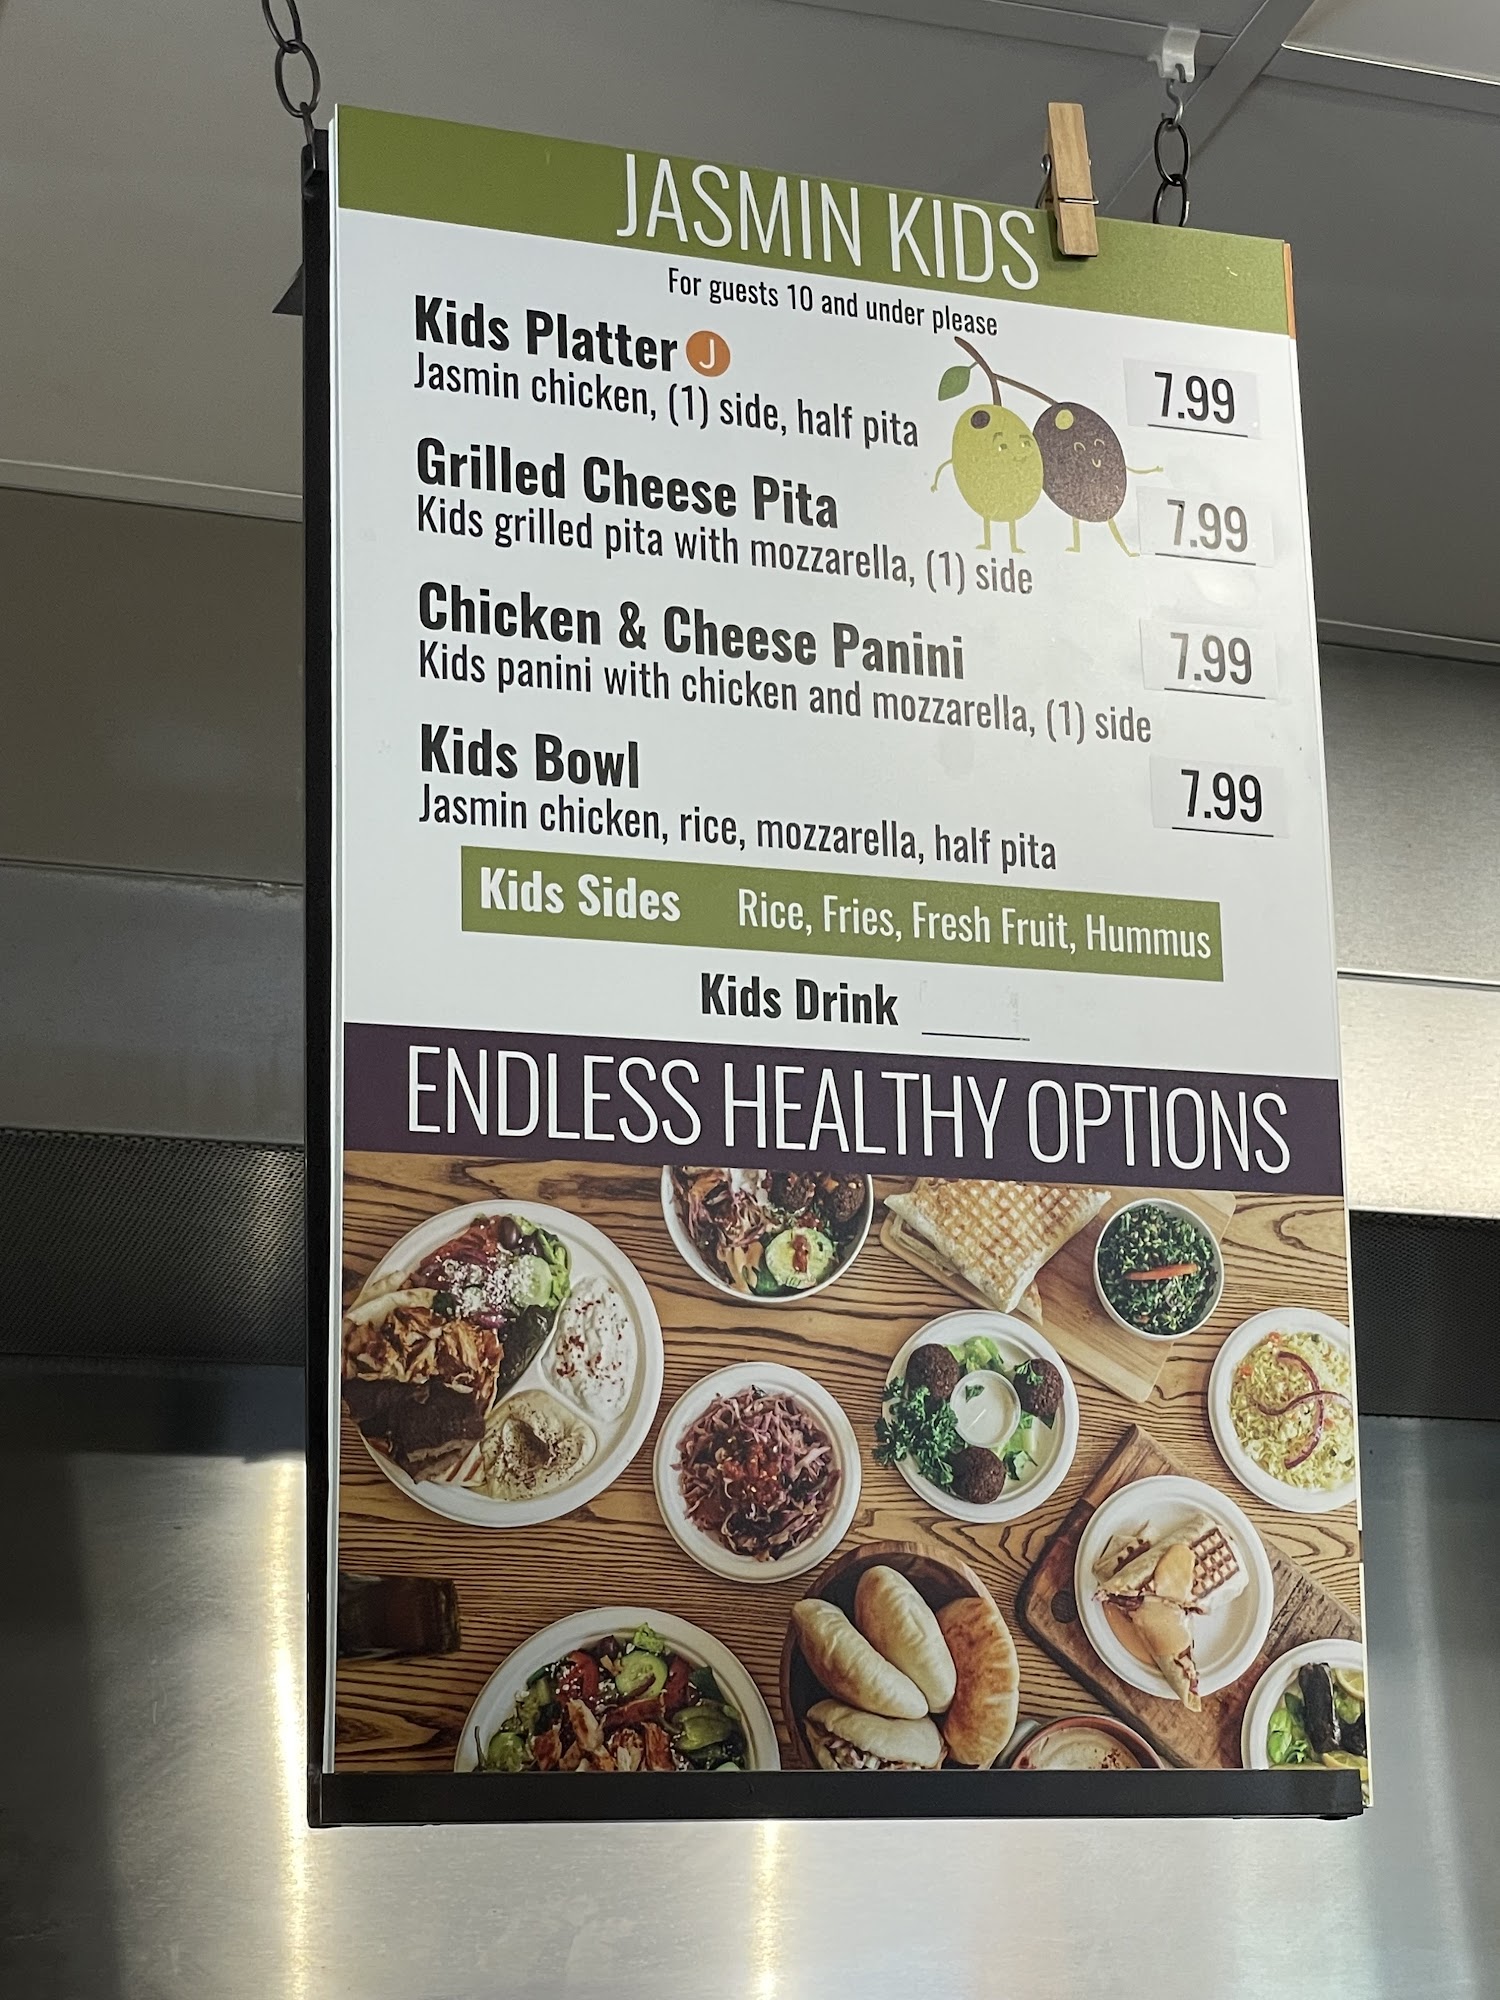 JASMIN KIDS
For guests 10 and under please
Kids Platter J
7.99
Jasmin chicken, (1) side, half pita
Grilled Cheese Pita
7.99
Kids grilled pita with mozzarella, (1) side
Chicken & Cheese Panini
7.99
Kids panini with chicken and mozzarella, (1) side
Kids Bowl
7.99
Jasmin chicken, rice, mozzarella, half pita
Kids Sides Rice, Fries, Fresh Fruit, Hummus
Kids Drink
ENDLESS HEALTHY OPTIONS